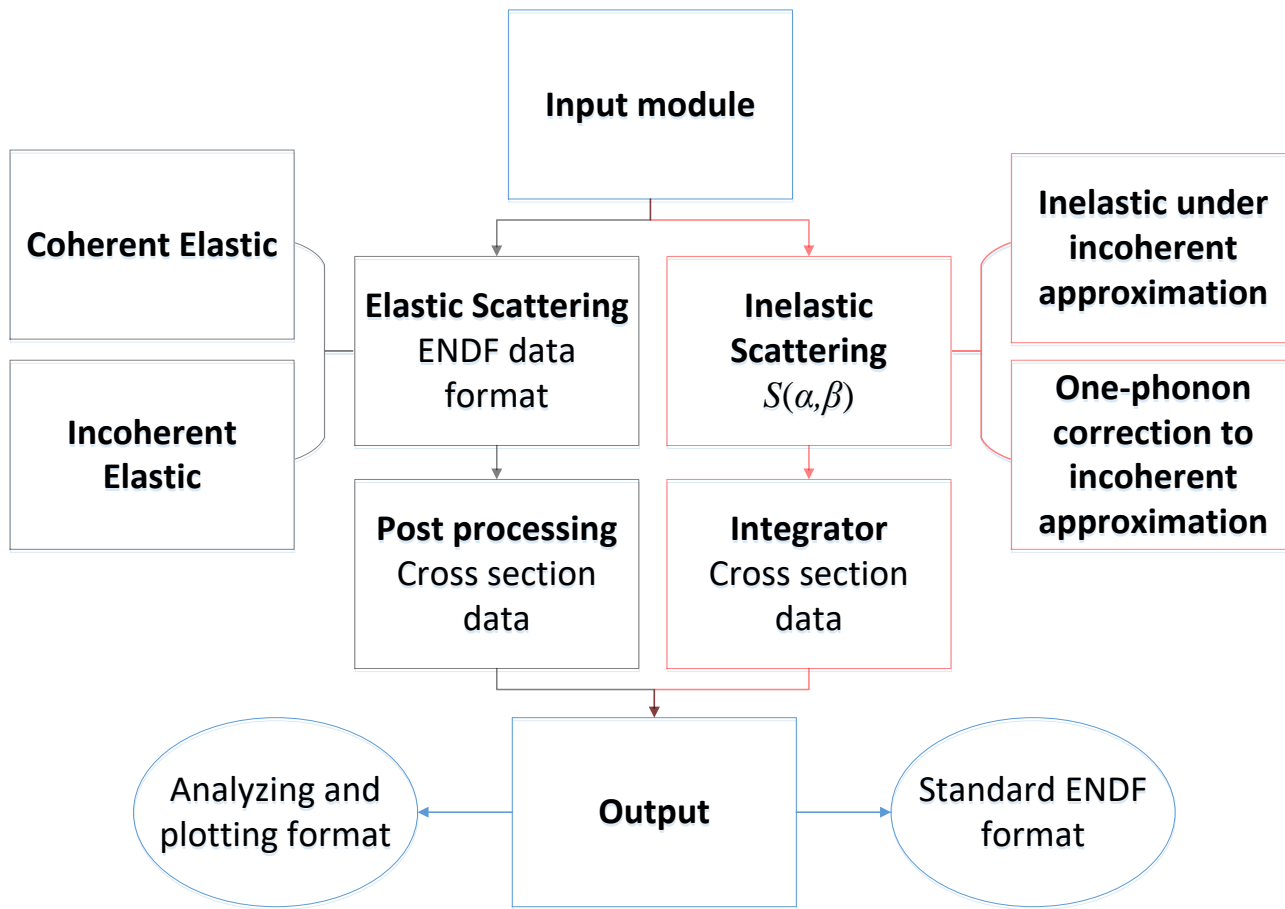 Input module
Coherent Elastic
Incoherent
Elastic
Elastic Scattering
ENDF data
format
Inelastic
Scattering
S(α,β)
Inelastic under
incoherent
approximation
One-phonon
correction to
incoherent
approximation
Post processing
Cross section
data
Integrator
Cross section
data
Analyzing and
plotting format
Output
Standard ENDF
format